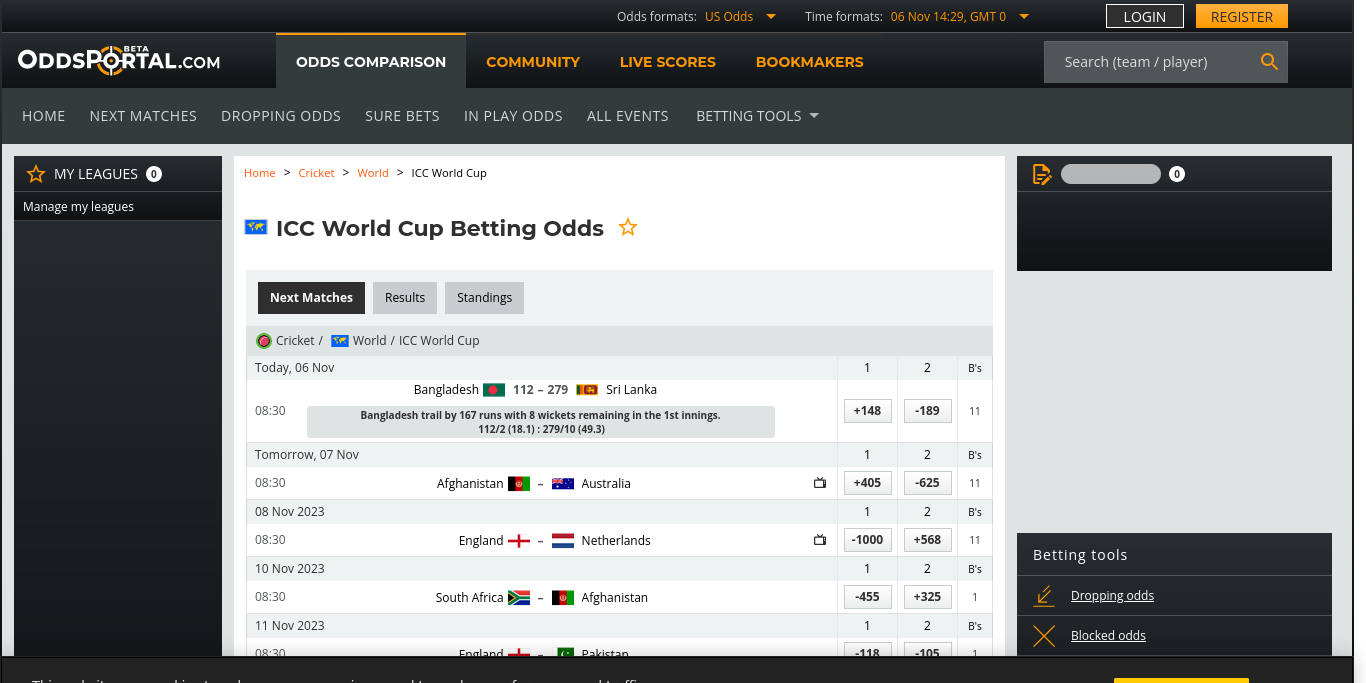 Odds formats: US Odds Time formats: 06 Nov 14:29, GMT 0 LOGIN REGISTER
ODDSPORTAL.COM BETA
ODDS COMPARISON COMMUNITY LIVE SCORES BOOKMAKERS Search (team / player)
HOME NEXT MATCHES DROPPING ODDS SURE BETS IN PLAY ODDS ALL EVENTS BETTING TOOLS
MY LEAGUES 0
Manage my leagues
Home > Cricket > World > ICC World Cup
ICC World Cup Betting Odds
Next Matches Results Standings
Cricket / World / ICC World Cup
Today, 06 Nov 1 2 B's
Bangladesh 112 – 279 Sri Lanka
08:30 +148 -189 11
Bangladesh trail by 167 runs with 8 wickets remaining in the 1st innings.
112/2 (18.1) : 279/10 (49.3)
Tomorrow, 07 Nov 1 2 B's
08:30 Afghanistan – Australia +405 -625 11
08 Nov 2023 1 2 B's
08:30 England – Netherlands -1000 +568 11
10 Nov 2023 1 2 B's
08:30 South Africa – Afghanistan -455 +325 1
11 Nov 2023 1 2 B's
08:30 England – Pakistan -118 -105 1
0
Betting tools
Dropping odds
Blocked odds